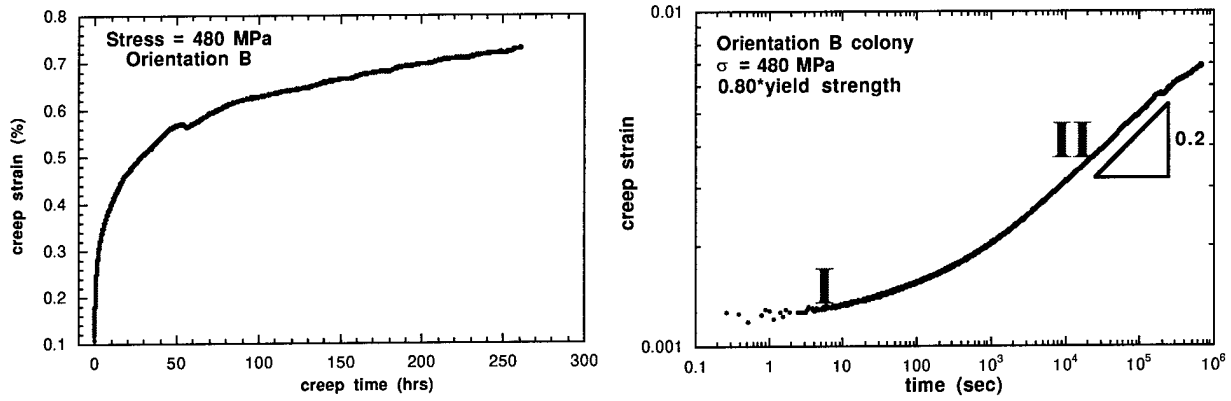 Stress = 480 MPa
Orientation B
creep strain (%)
0.8
0.7
0.6
0.5
0.4
0.3
0.2
0.1
0 50 100 150 200 250 300
creep time (hrs)
0.01
Orientation B colony
σ = 480 MPa
0.80*yield strength
II
0.2
creep strain
I
0.001
0.1 1 10 100 10³ 10⁴ 10⁵ 10⁶
time (sec)